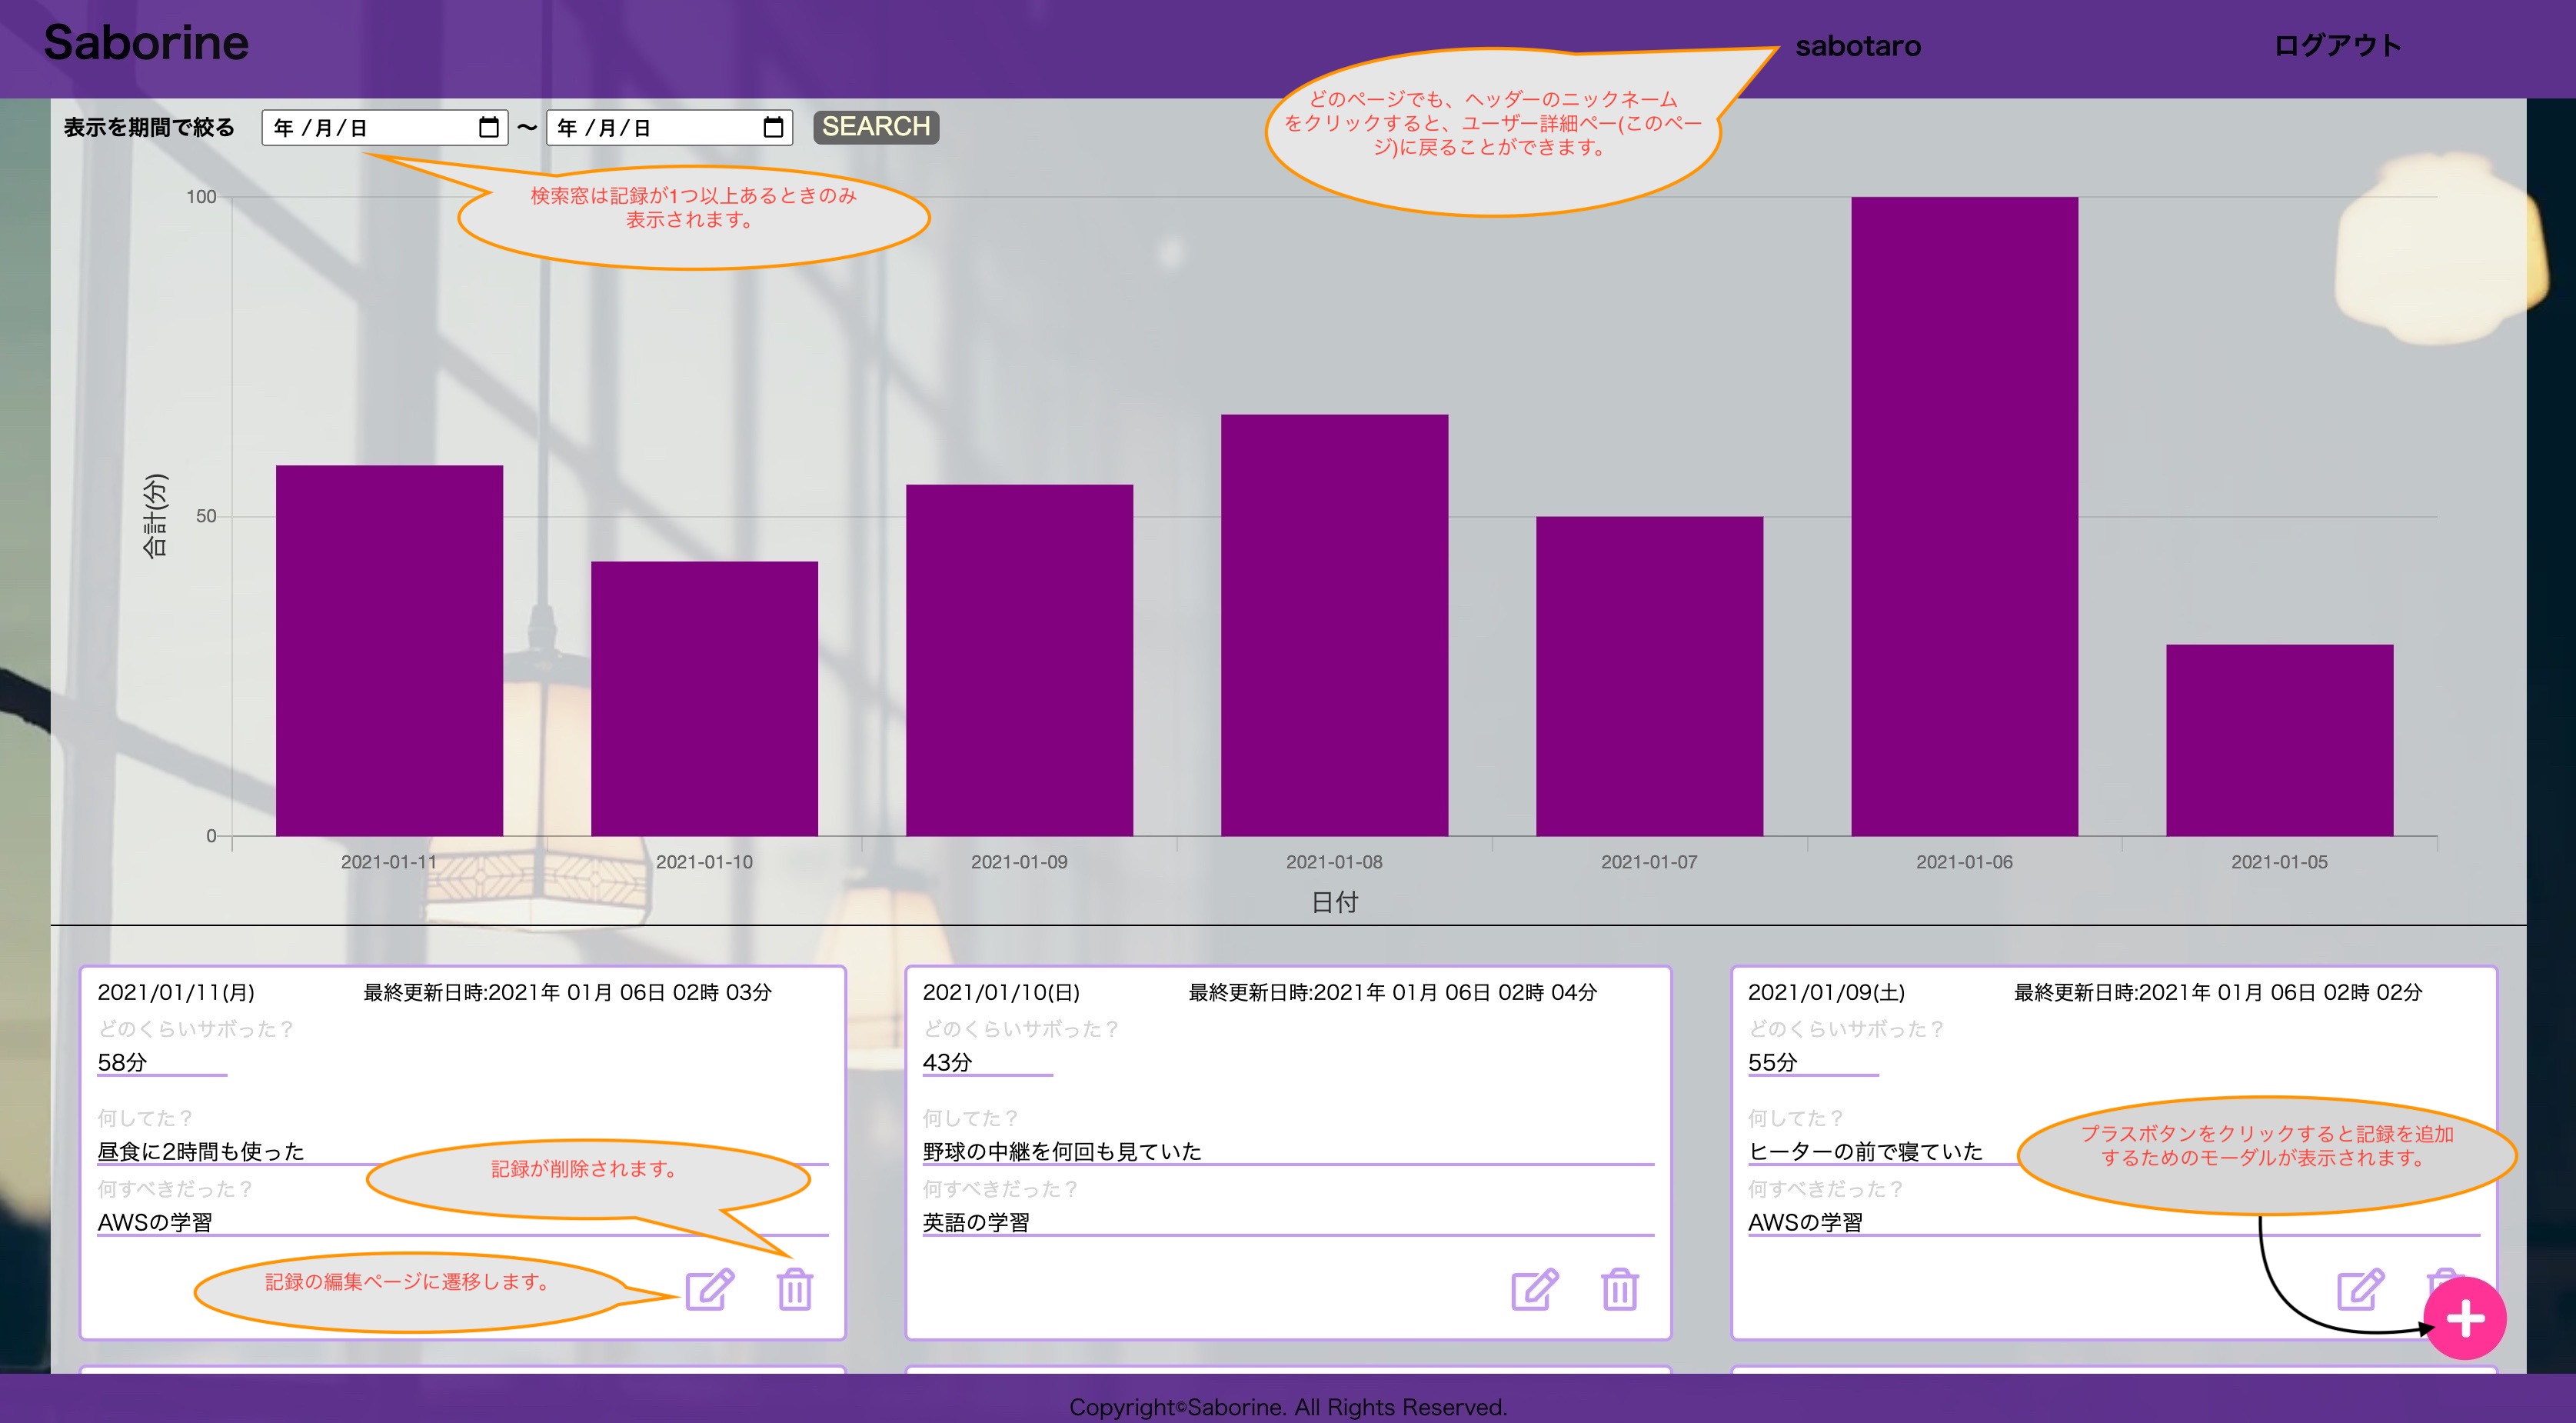 Saborine
sabotaro
ログアウト
どのページでも、ヘッダーのニックネーム
をクリックすると、ユーザー詳細ペー(このペー
ジ)に戻ることができます。
表示を期間で絞る
年 /月/日
〜
年 /月/日
SEARCH
検索窓は記録が1つ以上あるときのみ
表示されます。
100
50
0
合計(分)
2021-01-11
2021-01-10
2021-01-09
2021-01-08
2021-01-07
2021-01-06
2021-01-05
日付
2021/01/11(月)
最終更新日時:2021年 01月 06日 02時 03分
どのくらいサボった？
58分
何してた？
昼食に2時間も使った
何すべきだった？
AWSの学習
記録が削除されます。
記録の編集ページに遷移します。
2021/01/10(日)
最終更新日時:2021年 01月 06日 02時 04分
どのくらいサボった？
43分
何してた？
野球の中継を何回も見ていた
何すべきだった？
英語の学習
2021/01/09(土)
最終更新日時:2021年 01月 06日 02時 02分
どのくらいサボった？
55分
何してた？
ヒーターの前で寝ていた
何すべきだった？
AWSの学習
プラスボタンをクリックすると記録を追加
するためのモーダルが表示されます。
Copyright©Saborine. All Rights Reserved.